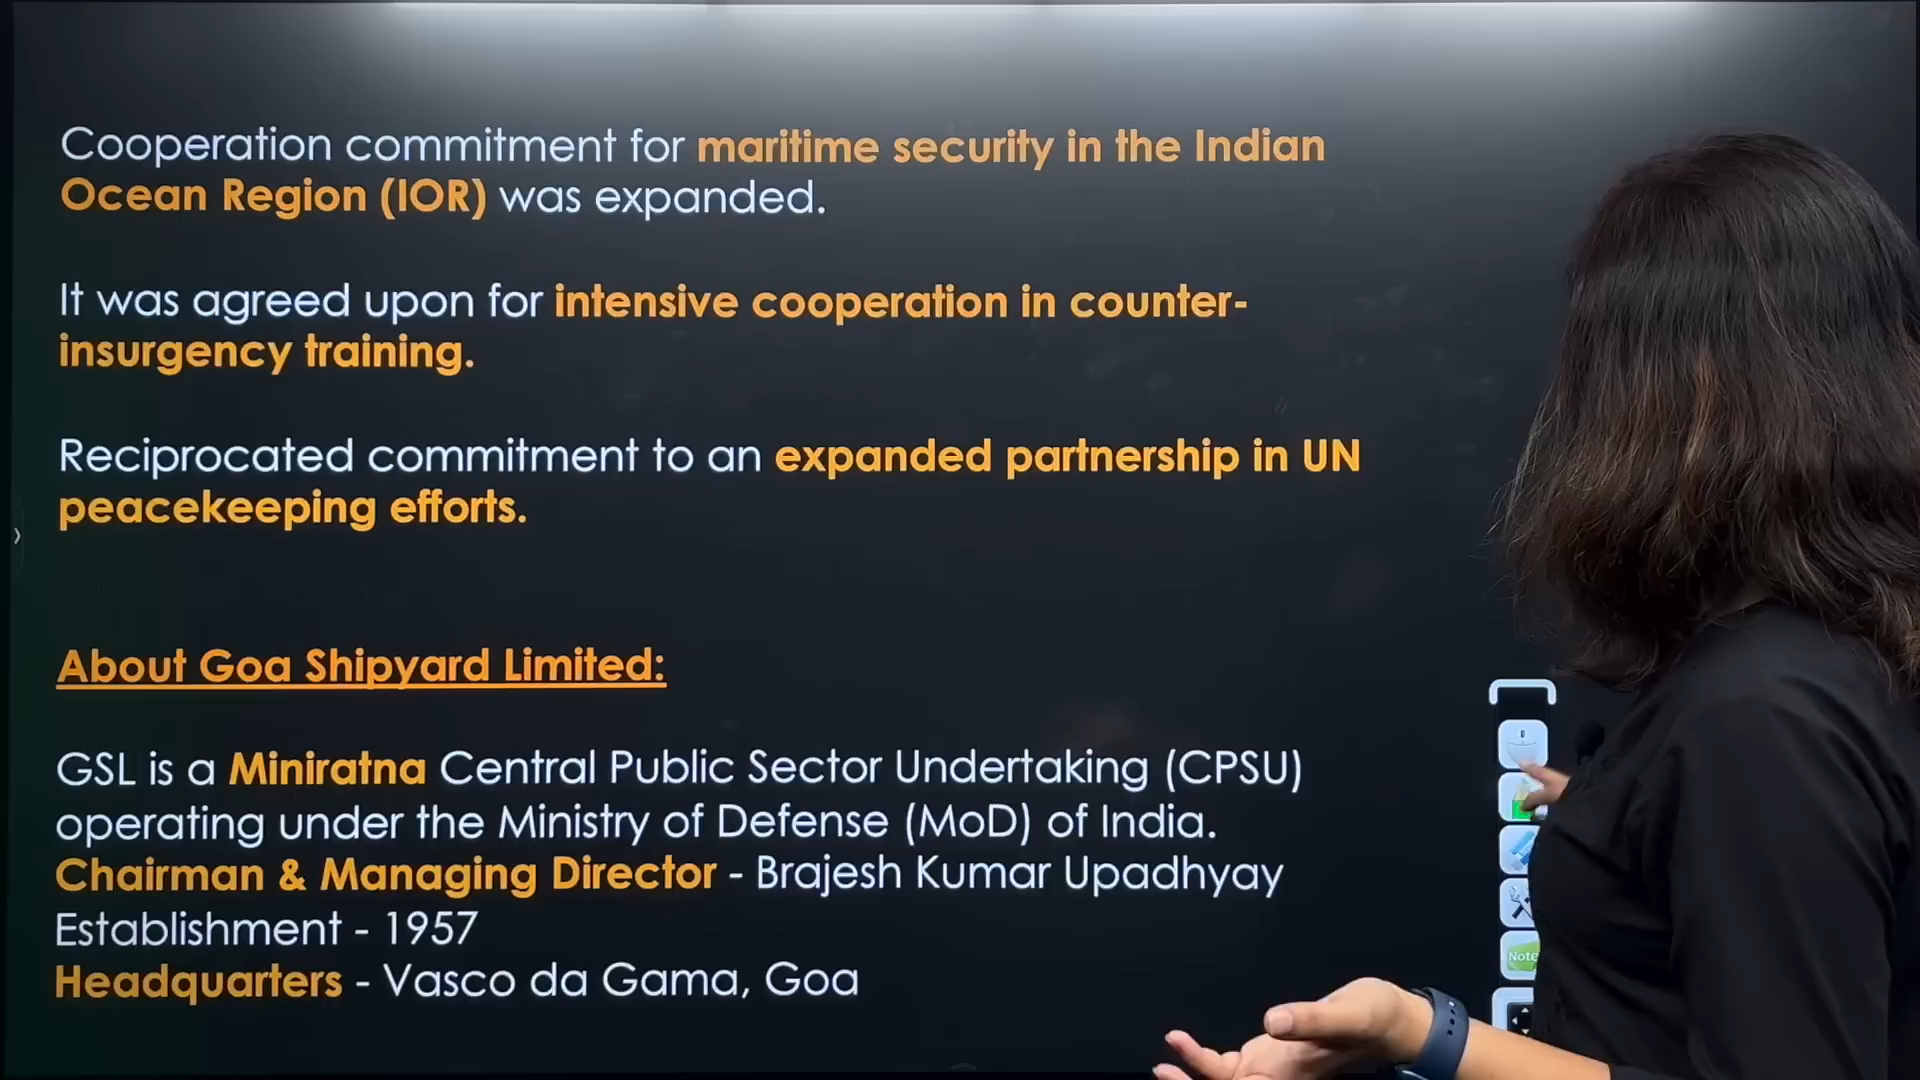 Cooperation commitment for maritime security in the Indian
Ocean Region (IOR) was expanded.
It was agreed upon for intensive cooperation in counter-
insurgency training.
Reciprocated commitment to an expanded partnership in UN
peacekeeping efforts.
About Goa Shipyard Limited:
GSL is a Miniratna Central Public Sector Undertaking (CPSU)
operating under the Ministry of Defense (MoD) of India.
Chairman & Managing Director - Brajesh Kumar Upadhyay
Establishment - 1957
Headquarters - Vasco da Gama, Goa
Note